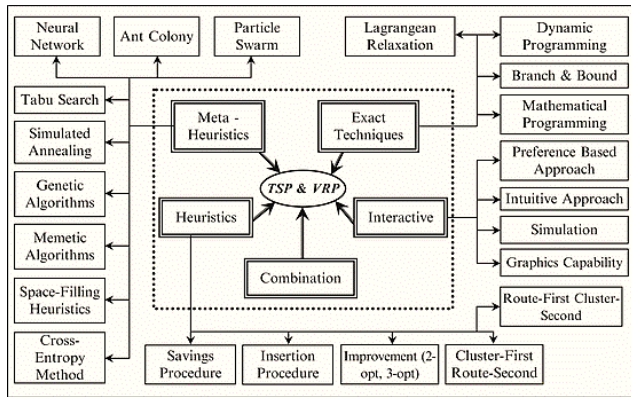 Neural
Network
Ant Colony
Particle
Swarm
Lagrangean
Relaxation
Dynamic
Programming
Branch & Bound
Mathematical
Programming
Tabu Search
Simulated
Annealing
Genetic
Algorithms
Memetic
Algorithms
Space-Filling
Heuristics
Cross-
Entropy
Method
Meta -
Heuristics
Exact
Techniques
TSP & VRP
Heuristics
Interactive
Combination
Preference Based
Approach
Intuitive Approach
Simulation
Graphics Capability
Route-First Cluster-
Second
Savings
Procedure
Insertion
Procedure
Improvement (2-
opt, 3-opt)
Cluster-First
Route-Second